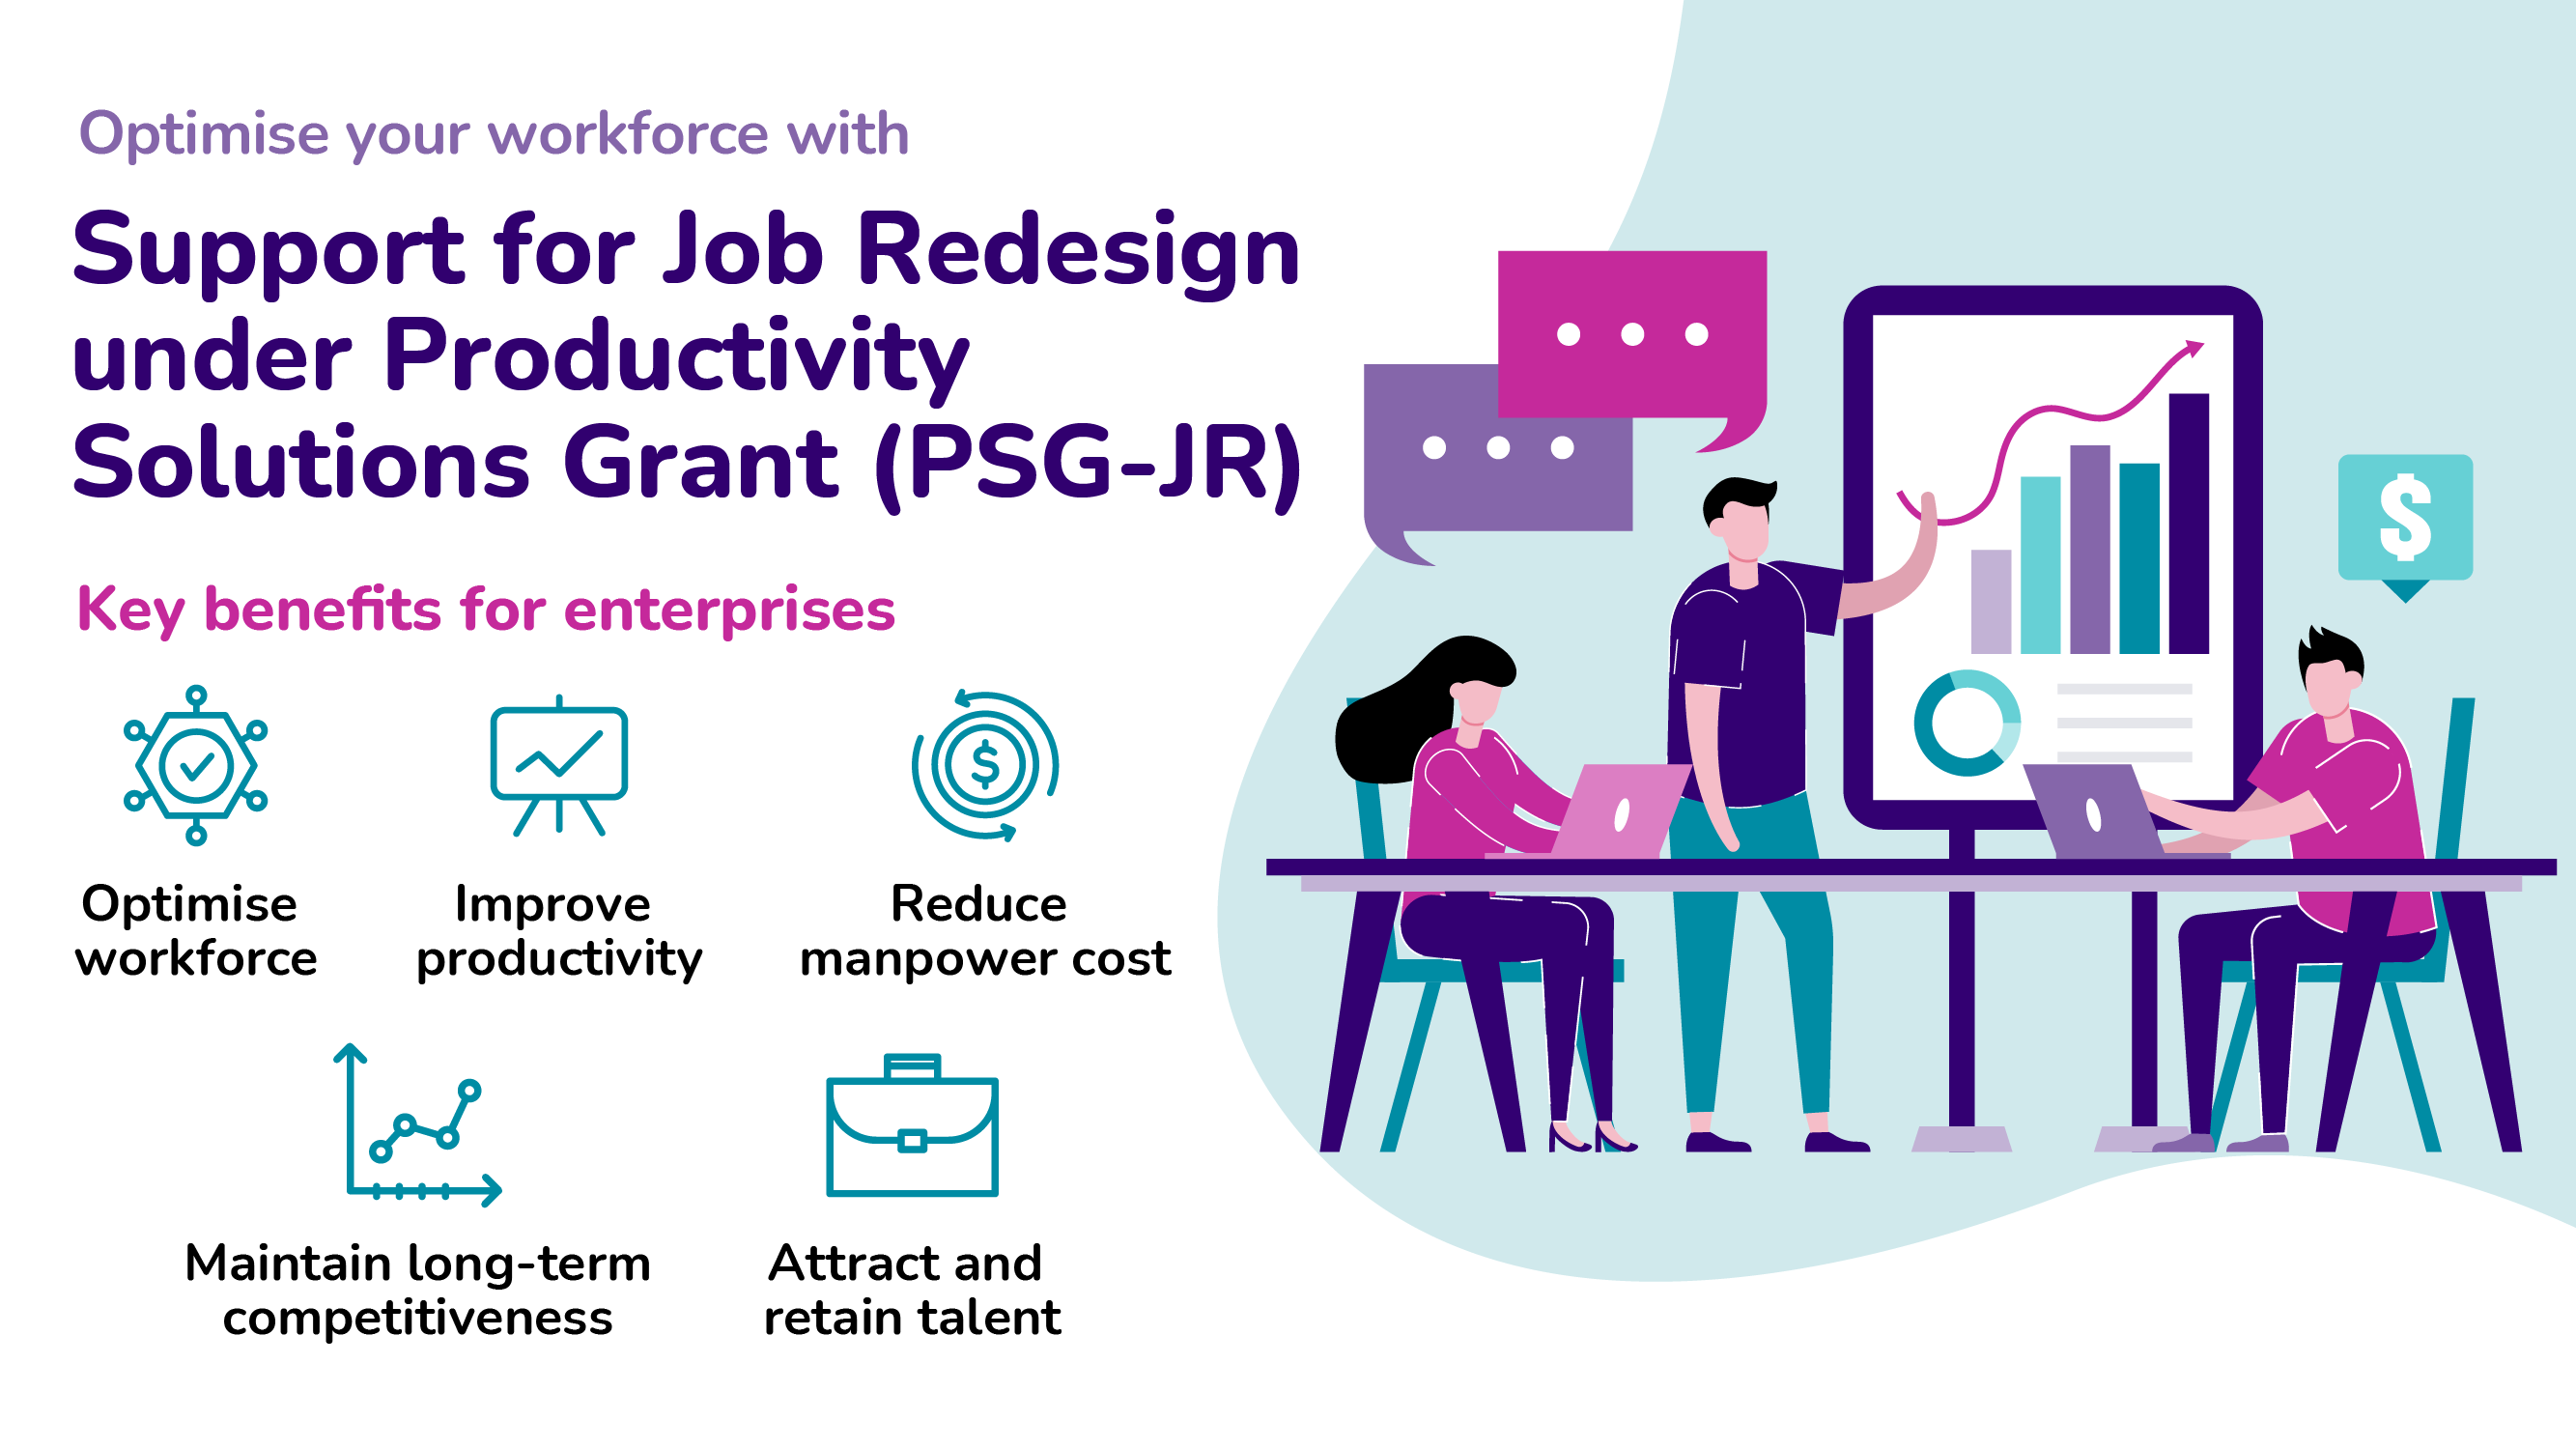 Optimise your workforce with
Support for Job Redesign
under Productivity
Solutions Grant (PSG-JR)
Key benefits for enterprises
Optimise
workforce
Improve
productivity
$
Reduce
manpower cost
Maintain long-term
competitiveness
Attract and
retain talent
$